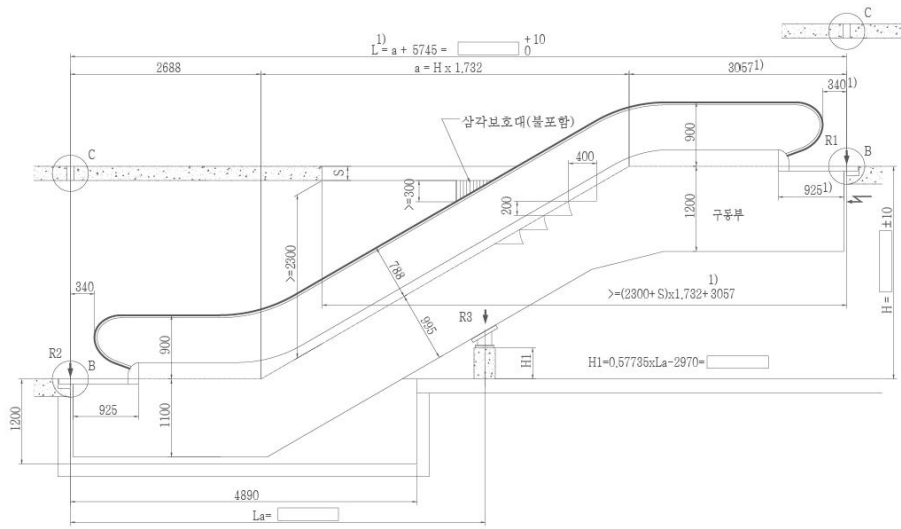 C
1)
L = a + 5745 = +10
0
2688
a = H x 1,732
3057 1)
340 1)
삼각보호대(불포함)
900
R1
C
B
S
>=300
400
925 1)
200
1200
구동부
±10
H =
>=2300
788
1)
>=(2300+S)x1,732+3057
340
995
R3
R2
900
B
H1
H1=0,57735xLa-2970=
925
1100
1200
4890
La=